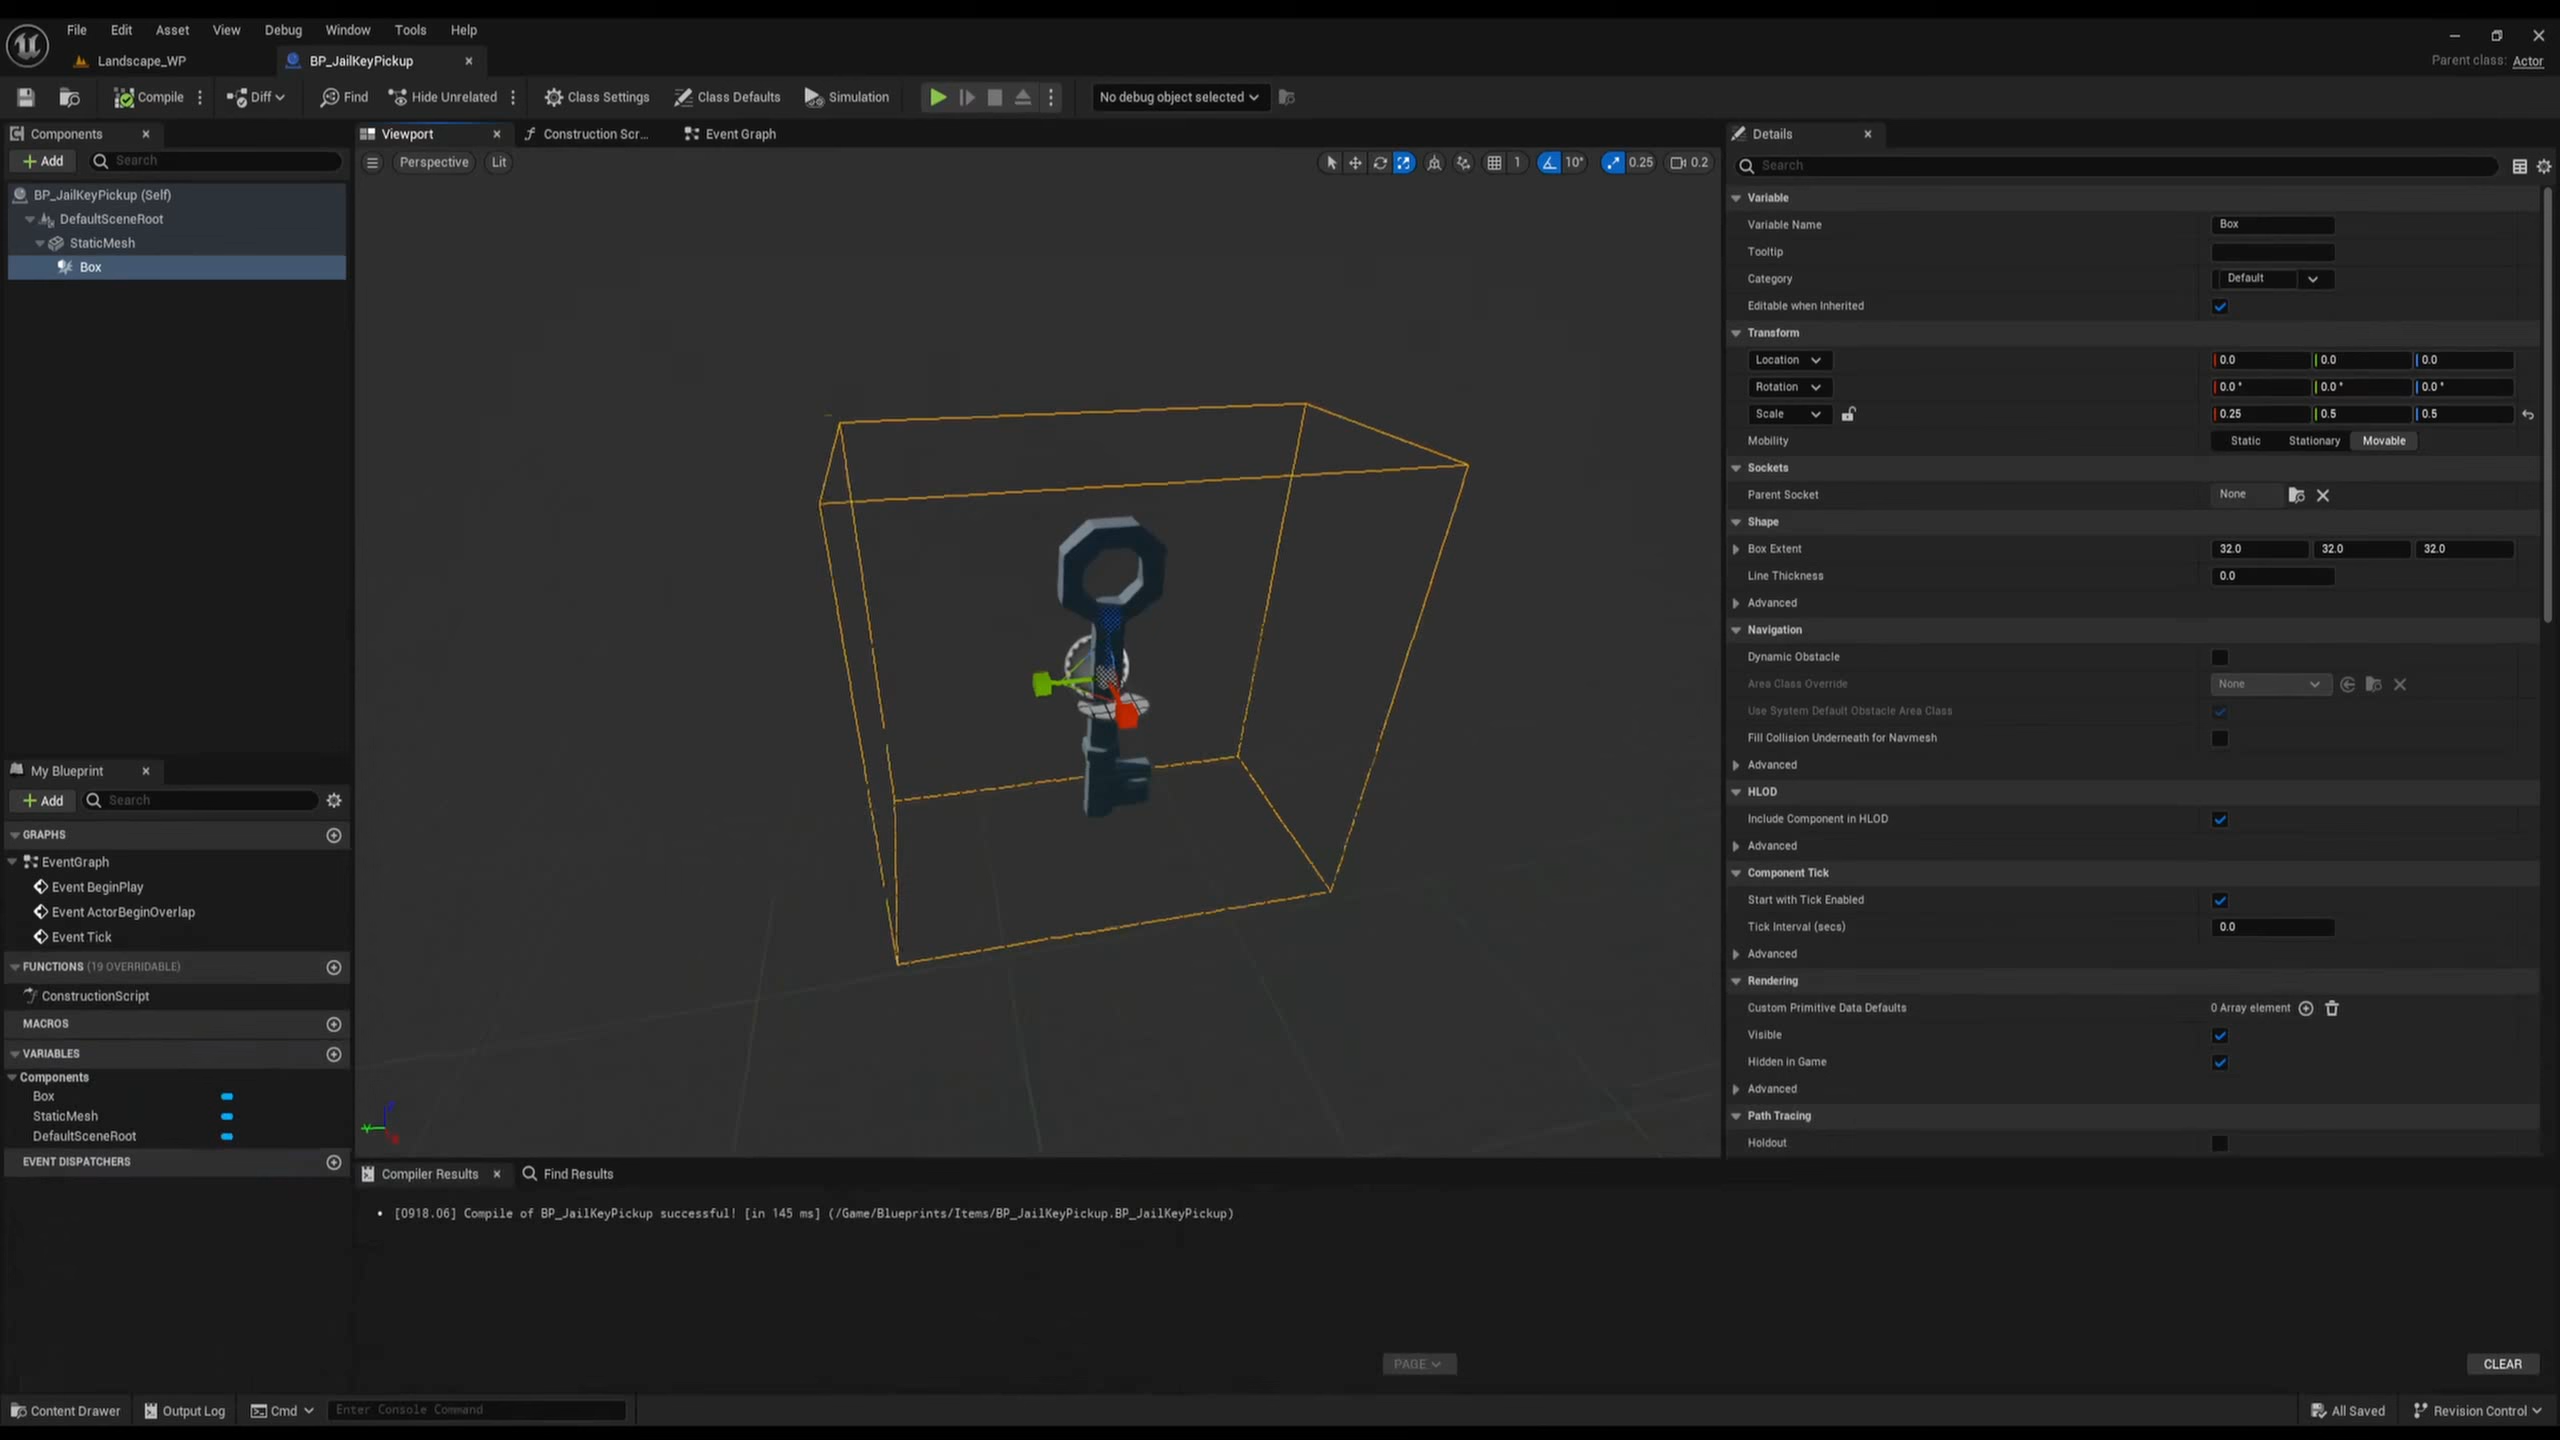 File Edit Asset View Debug Window Tools Help
Landscape_WP
BP_JailKeyPickup
Parent class: Actor
Compile
Diff
Find
Hide Unrelated
Class Settings
Class Defaults
Simulation
No debug object selected
Components
Add
Search
BP_JailKeyPickup (Self)
DefaultSceneRoot
StaticMesh
Box
Viewport
Construction Scr...
Event Graph
Perspective
Lit
1
10°
0.25
0.2
My Blueprint
Add
Search
GRAPHS
EventGraph
Event BeginPlay
Event ActorBeginOverlap
Event Tick
FUNCTIONS (19 OVERRIDABLE)
ConstructionScript
MACROS
VARIABLES
Components
Box
StaticMesh
DefaultSceneRoot
EVENT DISPATCHERS
Compiler Results
Find Results
[0918.06] Compile of BP_JailKeyPickup successful! [in 145 ms] (/Game/Blueprints/Items/BP_JailKeyPickup.BP_JailKeyPickup)
PAGE
CLEAR
Details
Search
Variable
Variable Name Box
Tooltip
Category Default
Editable when Inherited
Transform
Location 0.0 0.0 0.0
Rotation 0.0 ° 0.0 ° 0.0 °
Scale 0.25 0.5 0.5
Mobility Static Stationary Movable
Sockets
Parent Socket None
Shape
Box Extent 32.0 32.0 32.0
Line Thickness 0.0
Advanced
Navigation
Dynamic Obstacle
Area Class Override None
Use System Default Obstacle Area Class
Fill Collision Underneath for Navmesh
Advanced
HLOD
Include Component in HLOD
Advanced
Component Tick
Start with Tick Enabled
Tick Interval (secs) 0.0
Advanced
Rendering
Custom Primitive Data Defaults 0 Array element
Visible
Hidden in Game
Advanced
Path Tracing
Holdout
Content Drawer
Output Log
Cmd
Enter Console Command
All Saved
Revision Control